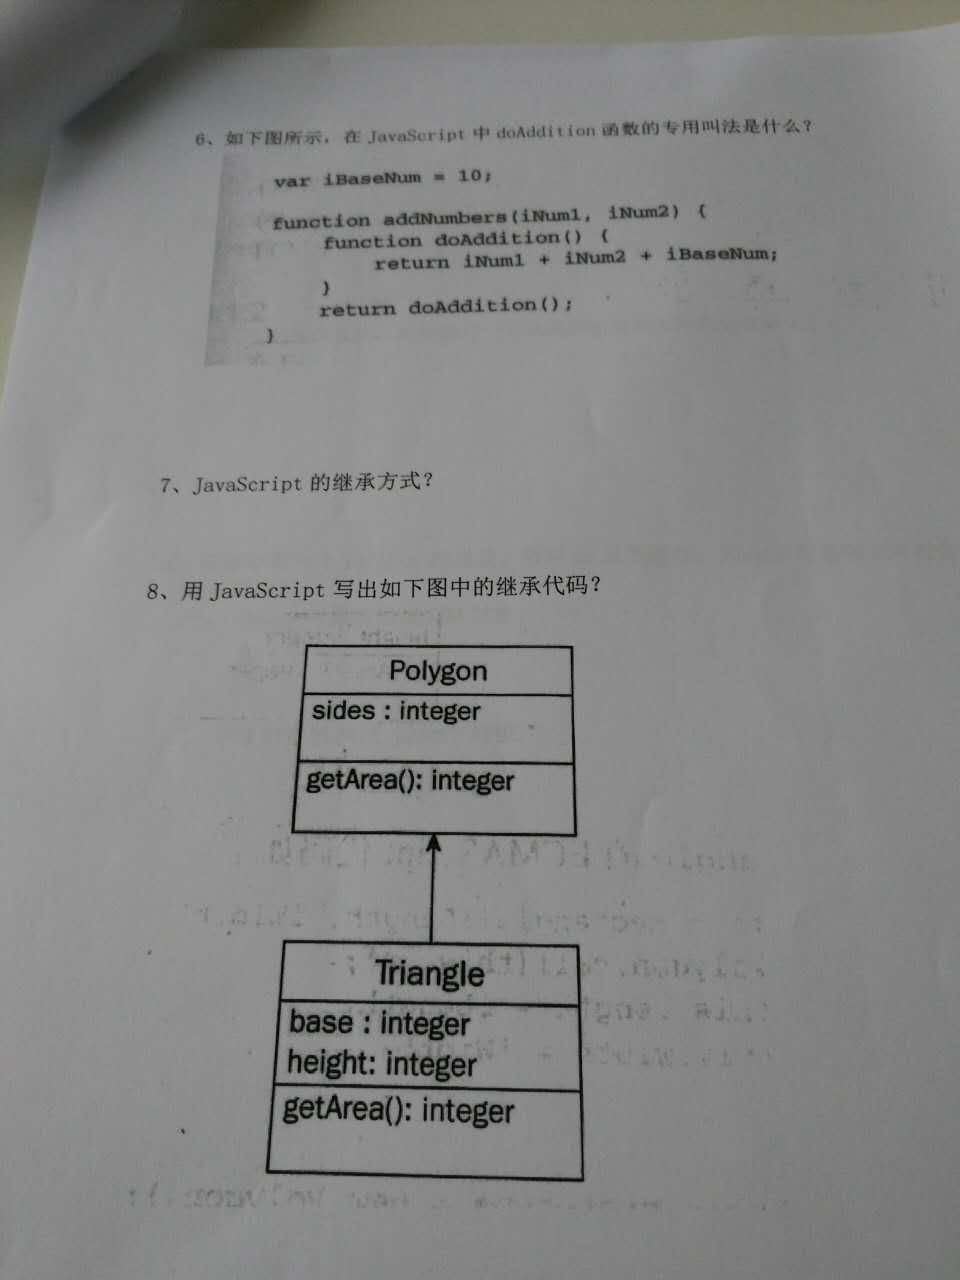 6、如下图所示，在 JavaScript 中 doAddition 函数的专用叫法是什么？
var iBaseNum = 10;
function addNumbers(iNum1, iNum2) {
function doAddition() {
return iNum1 + iNum2 + iBaseNum;
}
return doAddition();
}
7、JavaScript 的继承方式？
8、用 JavaScript 写出如下图中的继承代码？
Polygon
sides : integer
getArea(): integer
Triangle
base : integer
height: integer
getArea(): integer